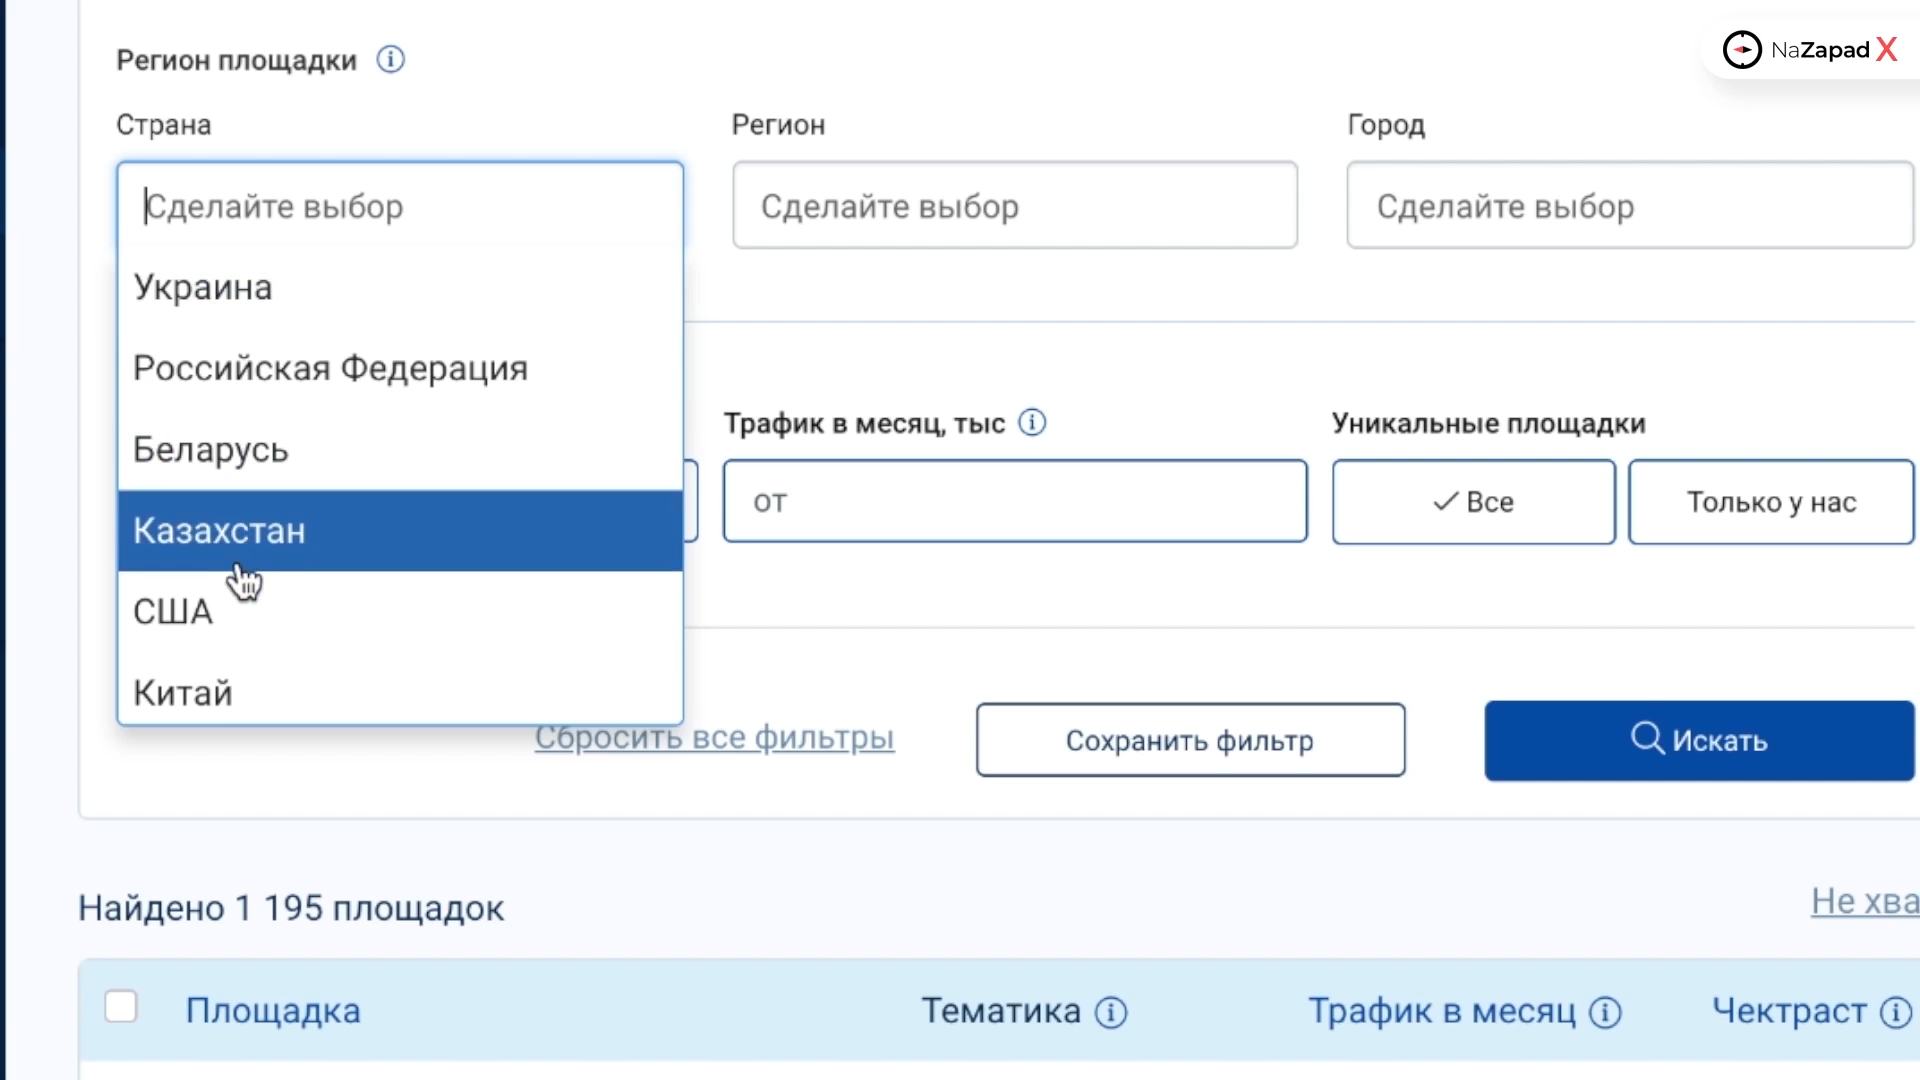 NaZapad X
Регион площадки
Страна
Регион
Город
Сделайте выбор
Сделайте выбор
Сделайте выбор
Украина
Российская Федерация
Беларусь
Казахстан
США
Китай
Трафик в месяц, тыс
Уникальные площадки
от
Все
Только у нас
Сбросить все фильтры
Сохранить фильтр
Искать
Найдено 1 195 площадок
Не хва
Площадка
Тематика
Трафик в месяц
Чектраст